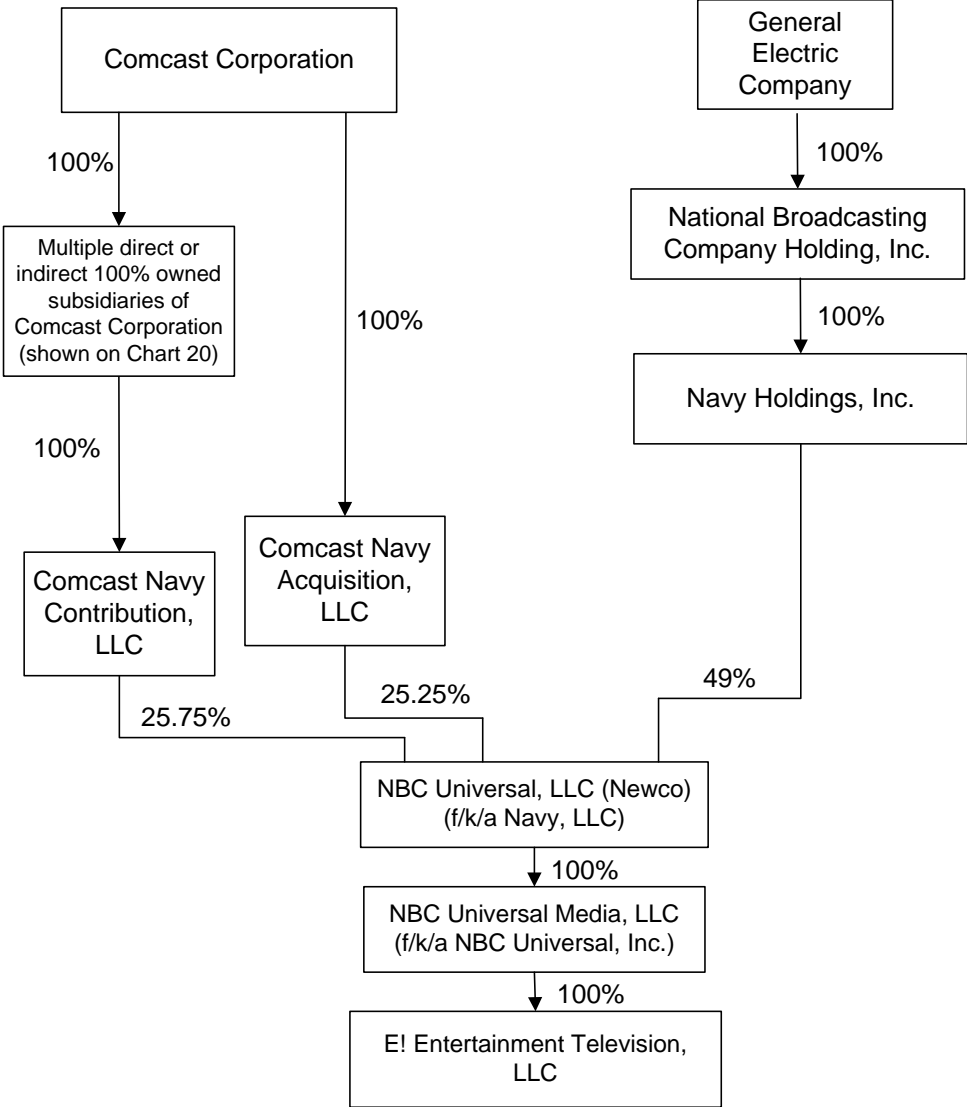 Comcast Corporation
General
Electric
Company
100%
100%
National Broadcasting
Company Holding, Inc.
Multiple direct or
indirect 100% owned
subsidiaries of
Comcast Corporation
(shown on Chart 20)
100%
100%
Navy Holdings, Inc.
100%
Comcast Navy
Contribution,
LLC
Comcast Navy
Acquisition,
LLC
25.75%
25.25%
49%
NBC Universal, LLC (Newco)
(f/k/a Navy, LLC)
100%
NBC Universal Media, LLC
(f/k/a NBC Universal, Inc.)
100%
E! Entertainment Television,
LLC